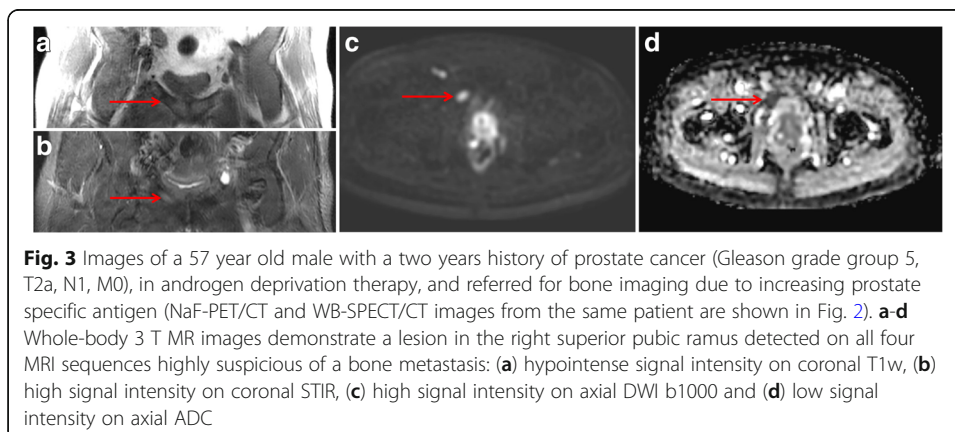 a
b
c
d
Fig. 3 Images of a 57 year old male with a two years history of prostate cancer (Gleason grade group 5,
T2a, N1, M0), in androgen deprivation therapy, and referred for bone imaging due to increasing prostate
specific antigen (NaF-PET/CT and WB-SPECT/CT images from the same patient are shown in Fig. 2). a-d
Whole-body 3 T MR images demonstrate a lesion in the right superior pubic ramus detected on all four
MRI sequences highly suspicious of a bone metastasis: (a) hypointense signal intensity on coronal T1w, (b)
high signal intensity on coronal STIR, (c) high signal intensity on axial DWI b1000 and (d) low signal
intensity on axial ADC